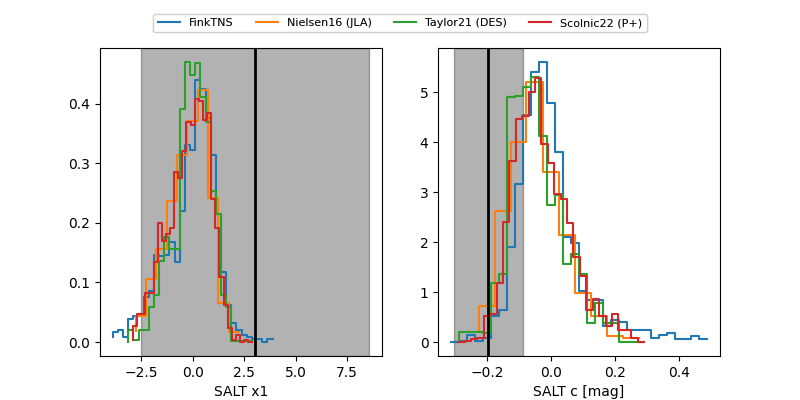 FinkTNS Nielsen16 (JLA) Taylor21 (DES) Scolnic22 (P+)
0.4
0.3
0.2
0.1
0.0
−2.5 0.0 2.5 5.0 7.5
SALT x1
5
4
3
2
1
0
−0.2 0.0 0.2 0.4
SALT c [mag]